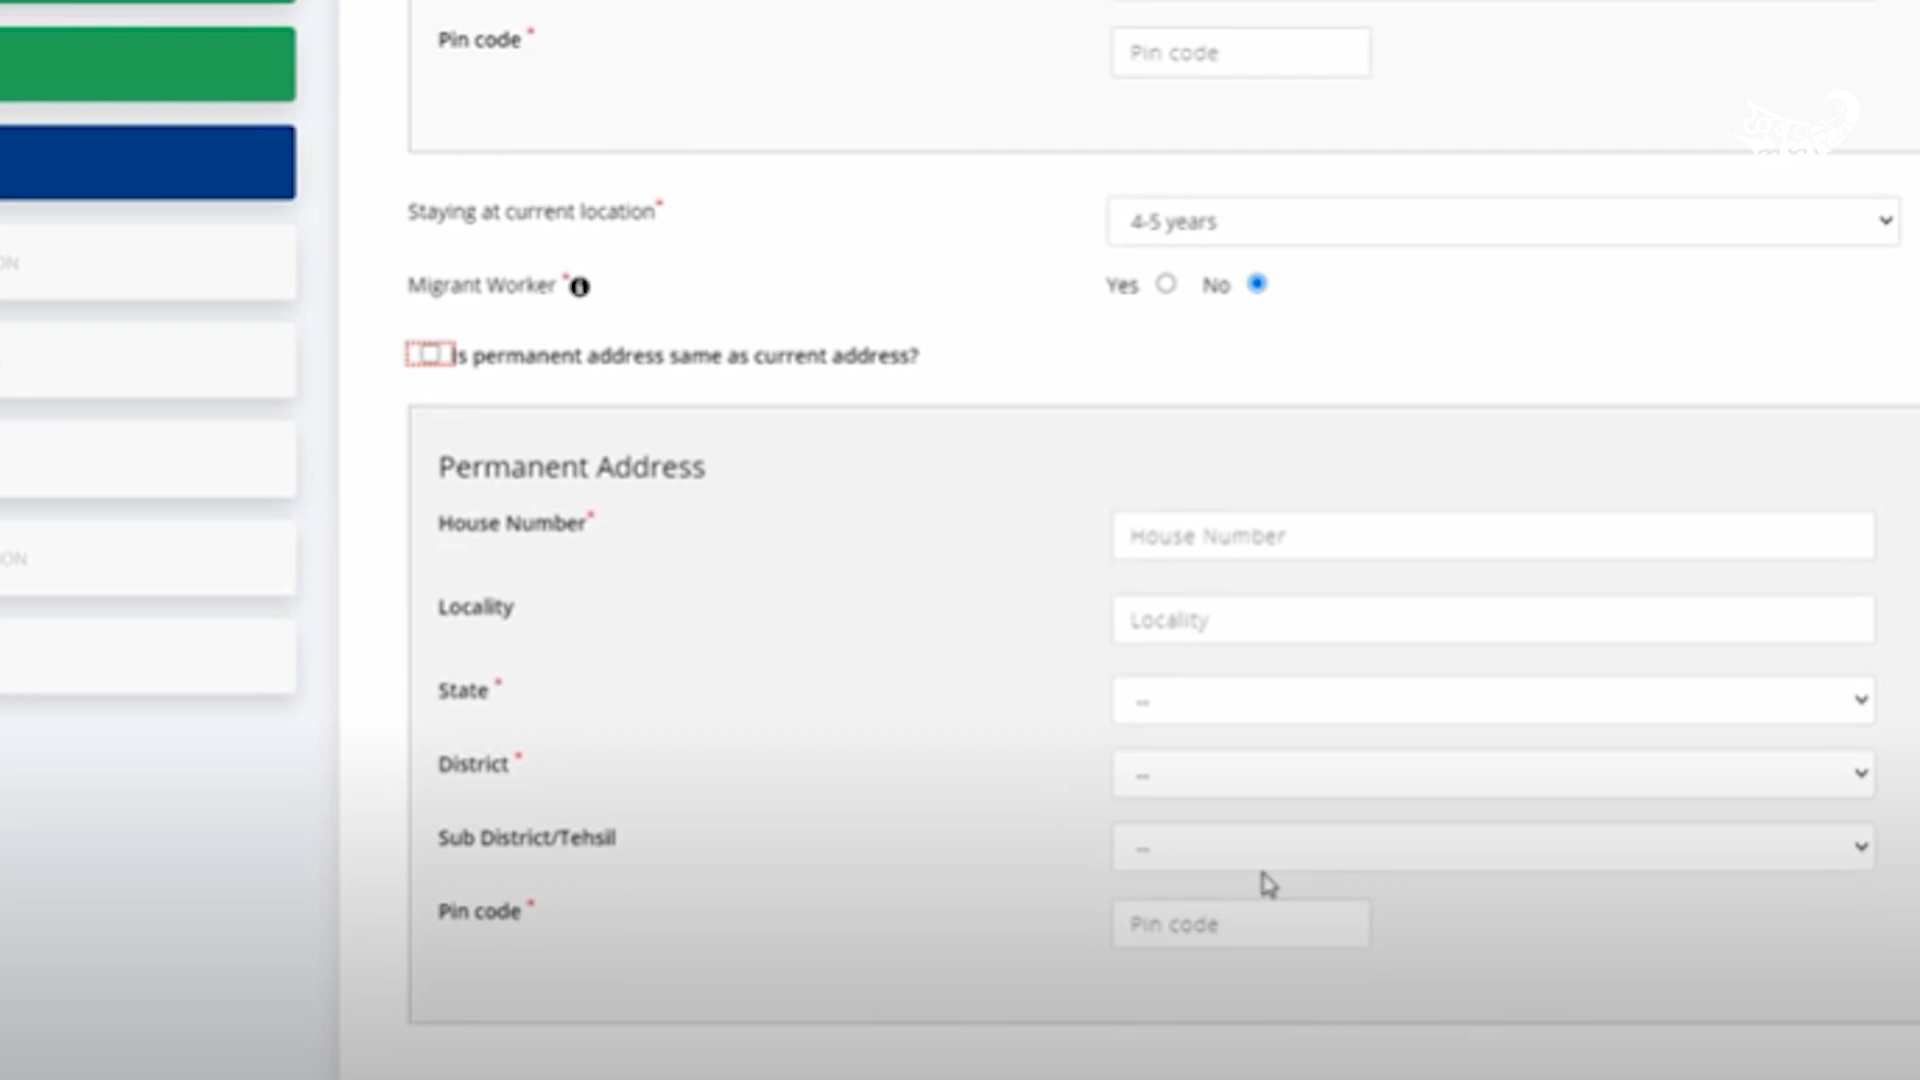 Pin code *
Pin code
Staying at current location*
4-5 years
ON
Migrant Worker *
Yes No
Is permanent address same as current address?
Permanent Address
House Number*
House Number
ION
Locality
Locality
State *
--
District *
--
Sub District/Tehsil
--
Pin code *
Pin code